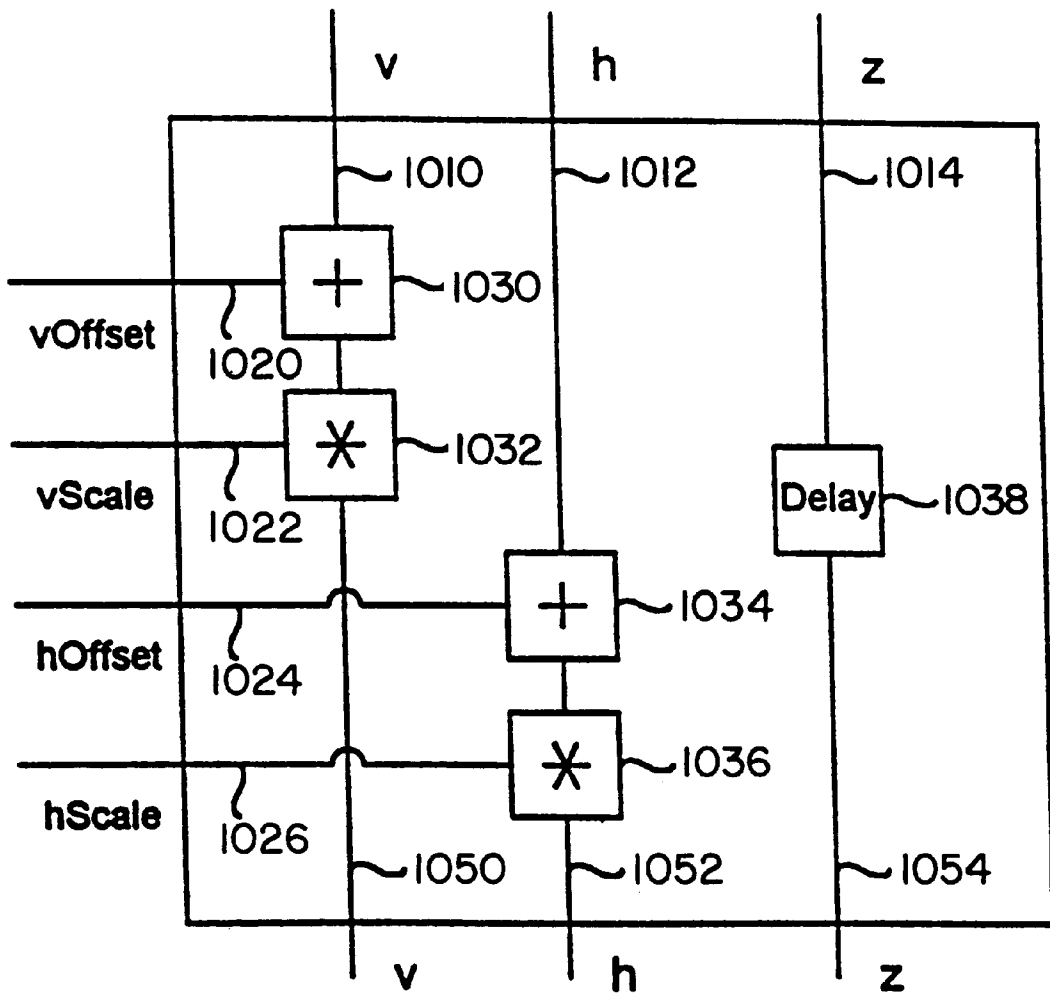 v h z
1010 1012 1014
+ 1030
vOffset 1020
* 1032
vScale 1022
Delay 1038
+ 1034
hOffset 1024
* 1036
hScale 1026
1050 1052 1054
v h z